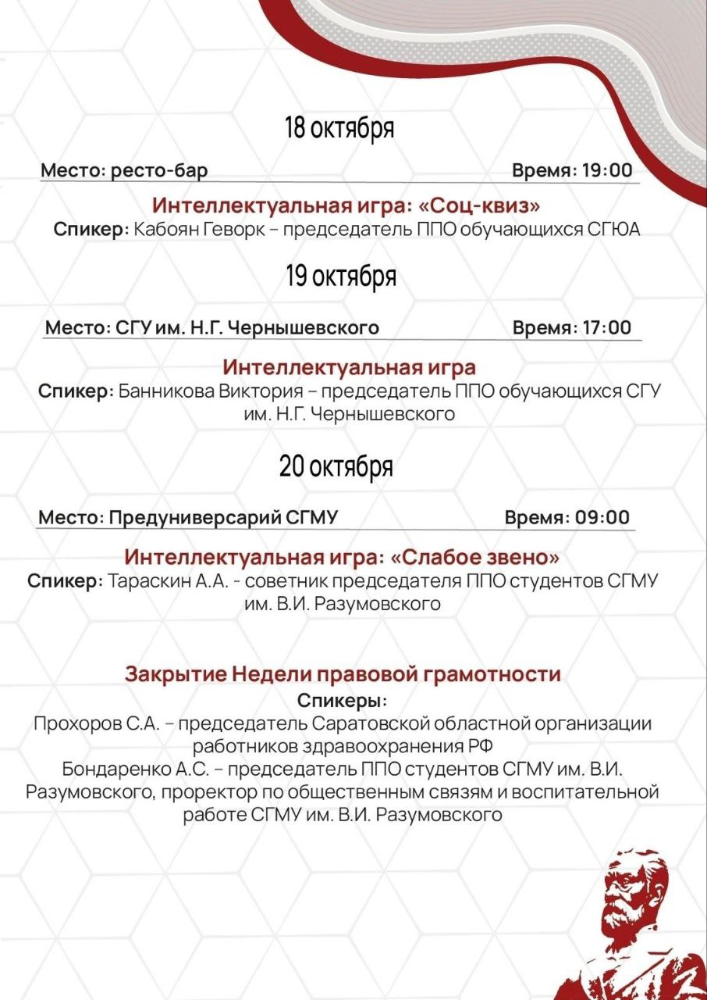 18 октября
Место: ресто-бар Время: 19:00
Интеллектуальная игра: «Соц-квиз»
Спикер: Кабоян Геворк – председатель ППО обучающихся СГЮА
19 октября
Место: СГУ им. Н.Г. Чернышевского Время: 17:00
Интеллектуальная игра
Спикер: Банникова Виктория – председатель ППО обучающихся СГУ
им. Н.Г. Чернышевского
20 октября
Место: Предуниверсарий СГМУ Время: 09:00
Интеллектуальная игра: «Слабое звено»
Спикер: Тараскин А.А. - советник председателя ППО студентов СГМУ
им. В.И. Разумовского
Закрытие Недели правовой грамотности
Спикеры:
Прохоров С.А. – председатель Саратовской областной организации
работников здравоохранения РФ
Бондаренко А.С. – председатель ППО студентов СГМУ им. В.И.
Разумовского, проректор по общественным связям и воспитательной
работе СГМУ им. В.И. Разумовского